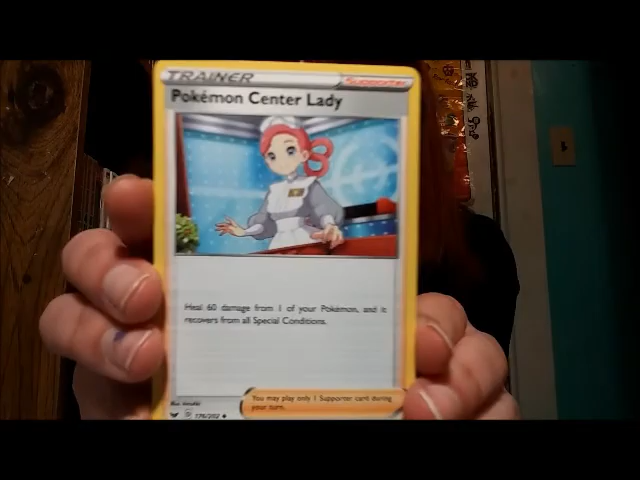 TRAINER
Supporter
Pokémon Center Lady
Heal 60 damage from 1 of your Pokémon, and it
recovers from all Special Conditions.
You may play only 1 Supporter card during
your turn.
D
176/202